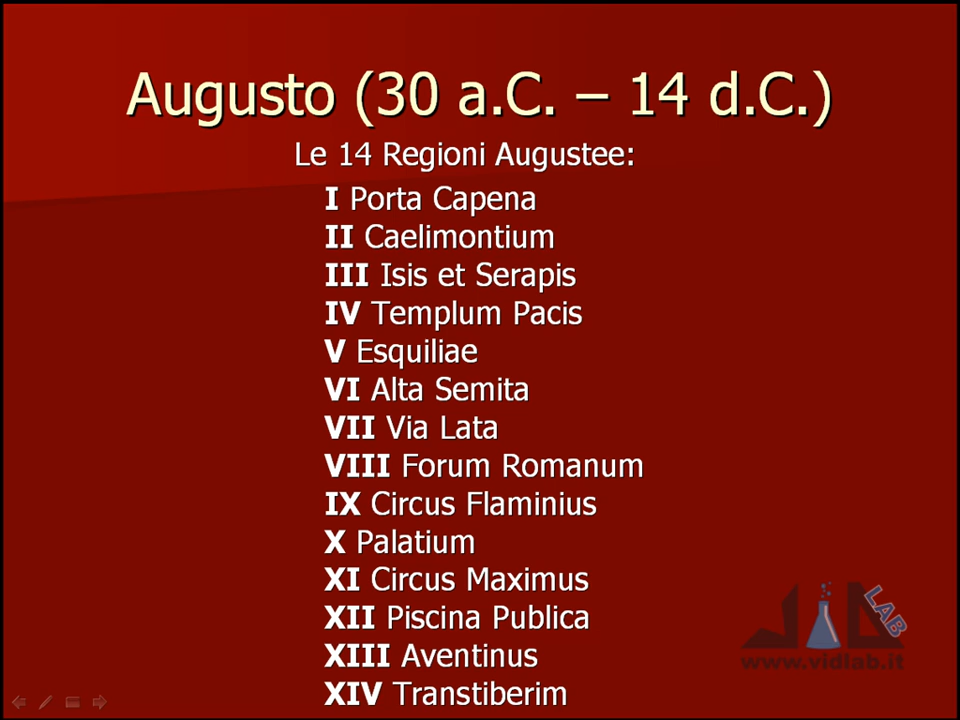 Augusto (30 a.C. – 14 d.C.)
Le 14 Regioni Augustee:
I Porta Capena
II Caelimontium
III Isis et Serapis
IV Templum Pacis
V Esquiliae
VI Alta Semita
VII Via Lata
VIII Forum Romanum
IX Circus Flaminius
X Palatium
XI Circus Maximus
XII Piscina Publica
XIII Aventinus
XIV Transtiberim
LAB
www.vidlab.it